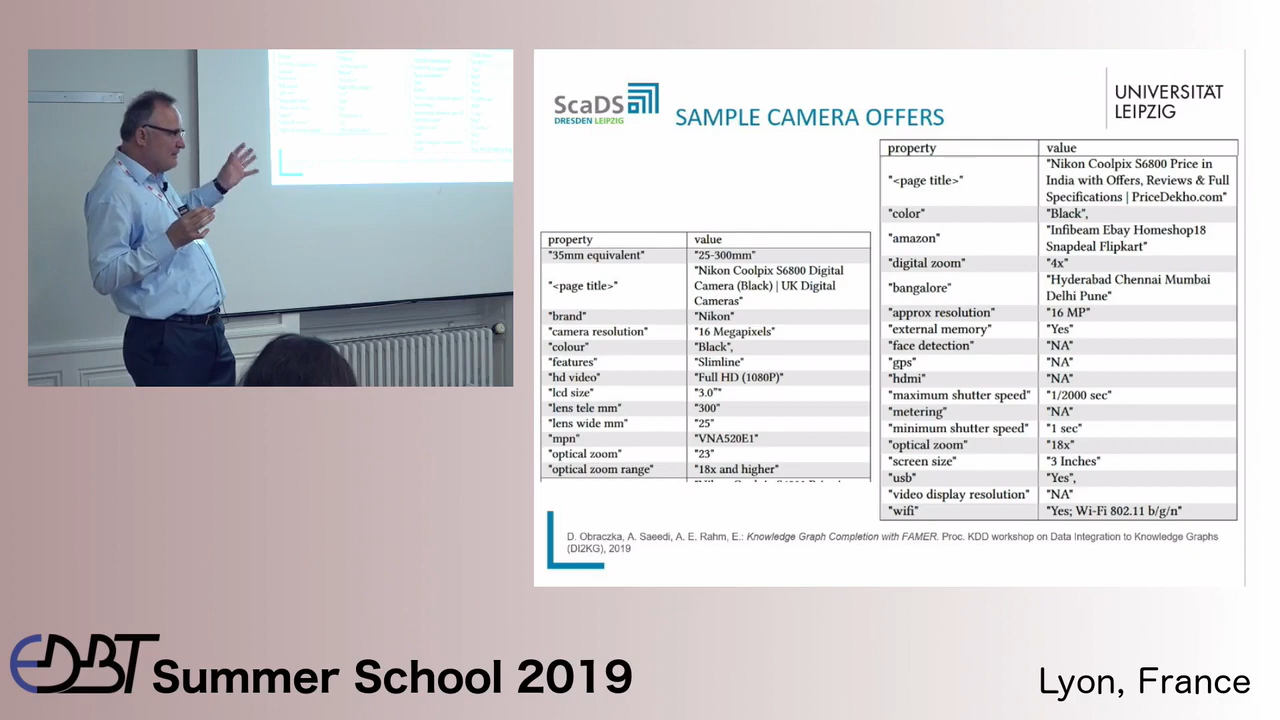 ScaDS
DRESDEN LEIPZIG
SAMPLE CAMERA OFFERS
UNIVERSITÄT
LEIPZIG
property value
"35mm equivalent" "25-300mm"
"<page title>" "Nikon Coolpix S6800 Digital
Camera (Black) | UK Digital
Cameras"
"brand" "Nikon"
"camera resolution" "16 Megapixels"
"colour" "Black",
"features" "Slimline"
"hd video" "Full HD (1080P)"
"lcd size" "3.0""
"lens tele mm" "300"
"lens wide mm" "25"
"mpn" "VNA520E1"
"optical zoom" "23"
"optical zoom range" "18x and higher"
property value
"<page title>" "Nikon Coolpix S6800 Price in
India with Offers, Reviews & Full
Specifications | PriceDekho.com"
"color" "Black",
"amazon" "Infibeam Ebay Homeshop18
Snapdeal Flipkart"
"digital zoom" "4x"
"bangalore" "Hyderabad Chennai Mumbai
Delhi Pune"
"approx resolution" "16 MP"
"external memory" "Yes"
"face detection" "NA"
"gps" "NA"
"hdmi" "NA"
"maximum shutter speed" "1/2000 sec"
"metering" "NA"
"minimum shutter speed" "1 sec"
"optical zoom" "18x"
"screen size" "3 Inches"
"usb" "Yes",
"video display resolution" "NA"
"wifi" "Yes; Wi-Fi 802.11 b/g/n"
D. Obraczka, A. Saeedi, A. E. Rahm, E.: Knowledge Graph Completion with FAMER. Proc. KDD workshop on Data Integration to Knowledge Graphs
(DI2KG), 2019
EDBT Summer School 2019
Lyon, France